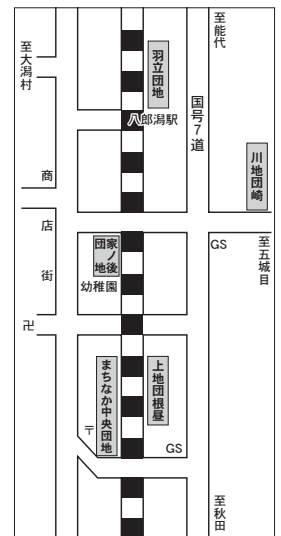 至能代
至大潟村
羽立団地
八郎潟駅
国号7道
川地団崎
商店街
GS
至五城目
家ノ後
団地
幼稚園
卍
まちなか中央団地
上地団根昼
〒
GS
至秋田